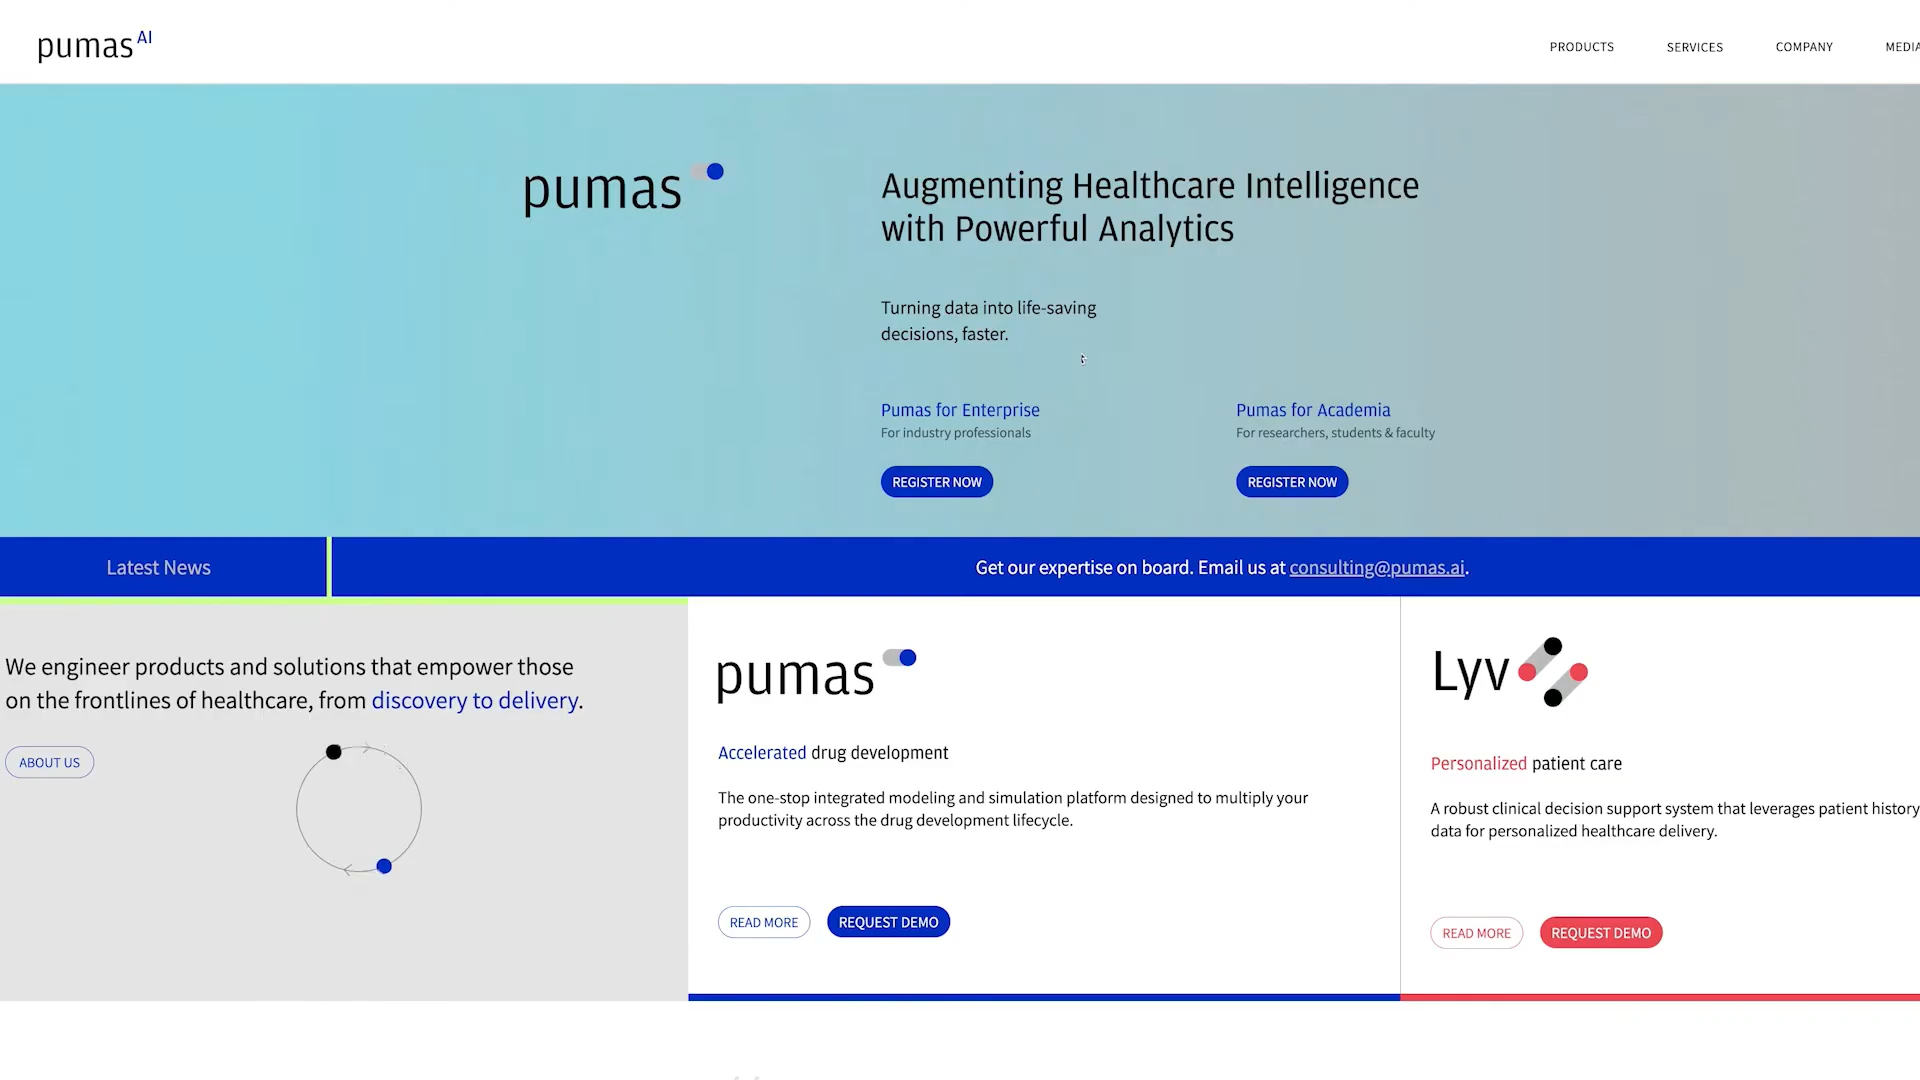 pumas AI
PRODUCTS
SERVICES
COMPANY
MEDIA
pumas
Augmenting Healthcare Intelligence
with Powerful Analytics
Turning data into life-saving
decisions, faster.
Pumas for Enterprise
For industry professionals
REGISTER NOW
Pumas for Academia
For researchers, students & faculty
REGISTER NOW
Latest News
Get our expertise on board. Email us at consulting@pumas.ai.
We engineer products and solutions that empower those
on the frontlines of healthcare, from discovery to delivery.
ABOUT US
pumas
Accelerated drug development
The one-stop integrated modeling and simulation platform designed to multiply your
productivity across the drug development lifecycle.
READ MORE
REQUEST DEMO
Lyv
Personalized patient care
A robust clinical decision support system that leverages patient history
data for personalized healthcare delivery.
READ MORE
REQUEST DEMO